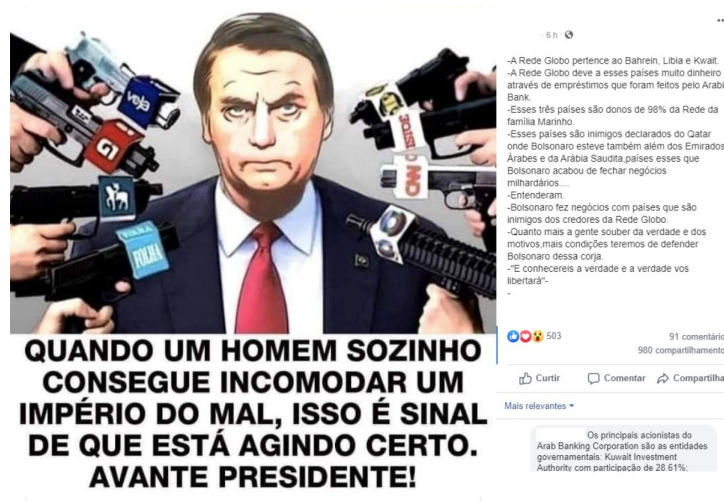 veja
G1
FOLHA
ISTOÉ
CNN
QUANDO UM HOMEM SOZINHO
CONSEGUE INCOMODAR UM
IMPÉRIO DO MAL, ISSO É SINAL
DE QUE ESTÁ AGINDO CERTO.
AVANTE PRESIDENTE!
6 h
-A Rede Globo pertence ao Bahrein, Libia e Kwait.
-A Rede Globo deve a esses países muito dinheiro
através de empréstimos que foram feitos pelo Arabi
Bank.
-Esses três países são donos de 98% da Rede da
família Marinho.
-Esses países são inimigos declarados do Qatar
onde Bolsonaro esteve também além dos Emirados
Árabes e da Arábia Saudita,países esses que
Bolsonaro acabou de fechar negócios
milhardários....
-Entenderam.
-Bolsonaro fez negócios com países que são
inimigos dos credores da Rede Globo.
-Quanto mais a gente souber da verdade e dos
motivos,mais condições teremos de defender
Bolsonaro dessa corja.
-"E conhecereis a verdade e a verdade vos
libertará"-
-
503
91 comentário
980 compartilhamento
Curtir Comentar Compartilha
Mais relevantes
Os principais acionistas do
Arab Banking Corporation são as entidades
governamentais: Kuwait Investment
Authority com participação de 28.61%;